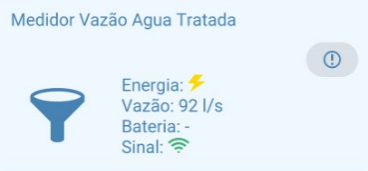 Medidor Vazão Agua Tratada
Energia:
Vazão: 92 l/s
Bateria: -
Sinal: